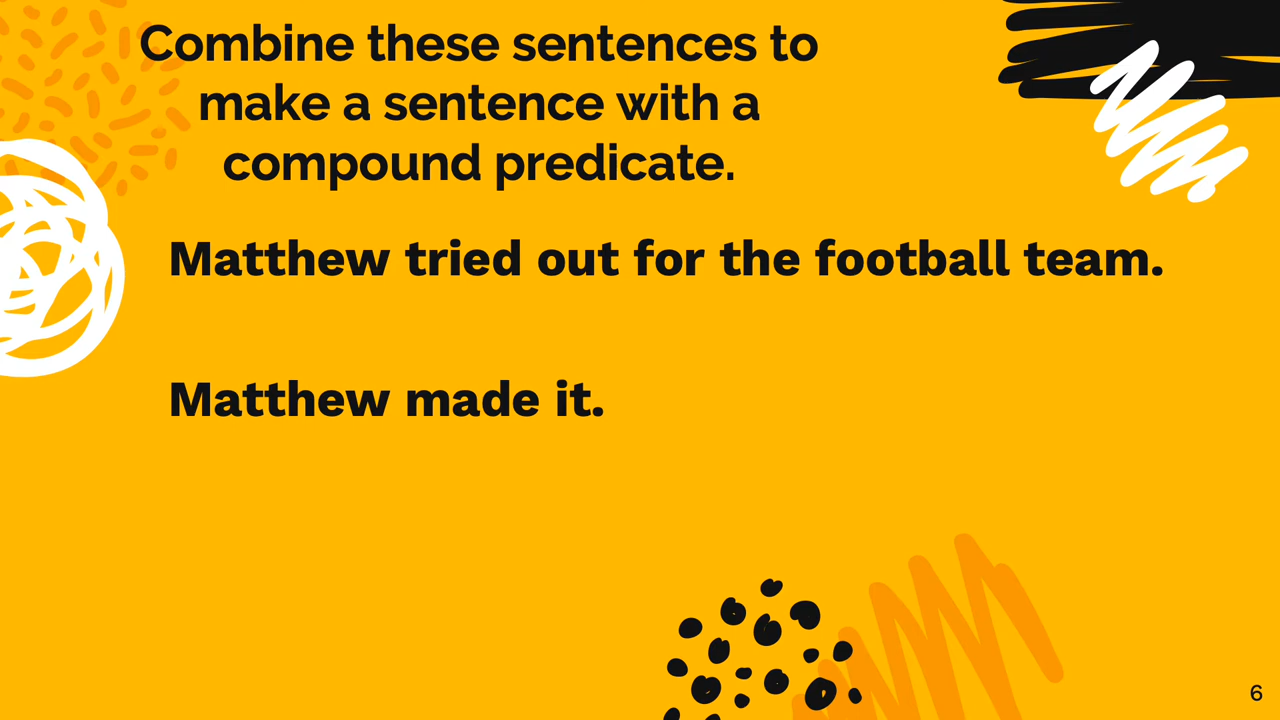 Combine these sentences to
make a sentence with a
compound predicate.
Matthew tried out for the football team.
Matthew made it.
6